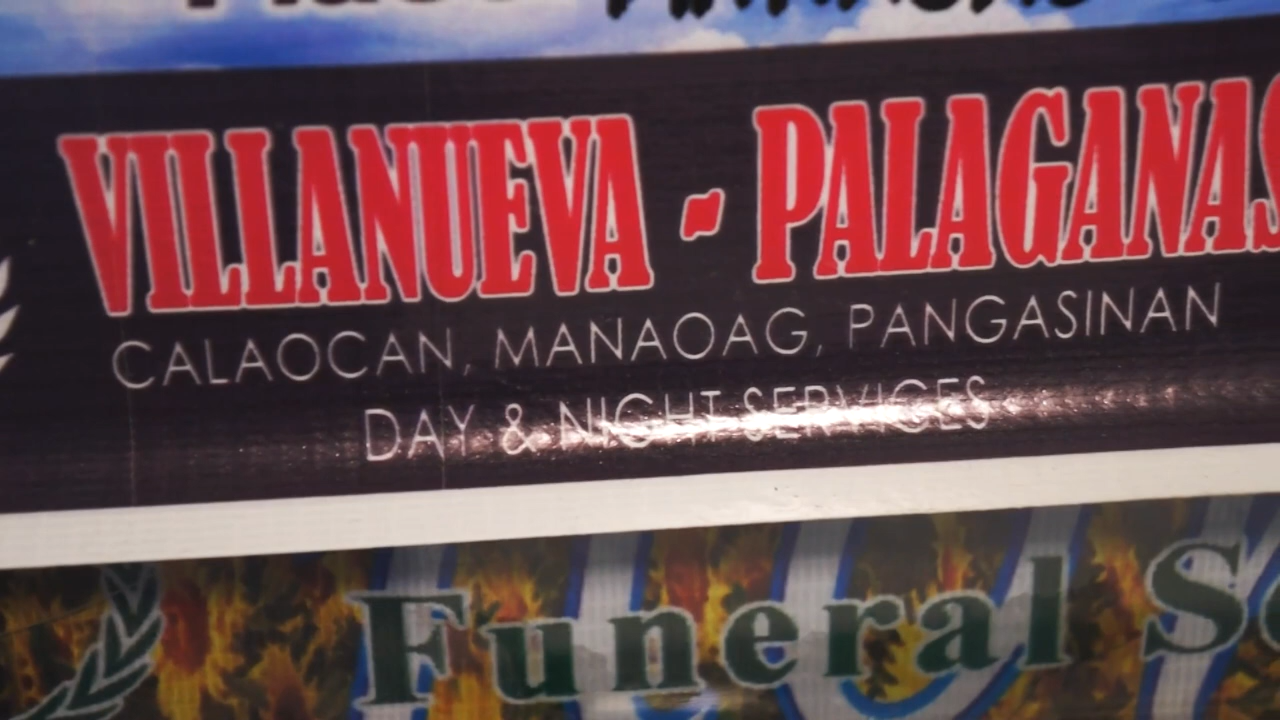 VILLANUEVA - PALAGANAS
CALAOCAN, MANAOAG, PANGASINAN
DAY & NIGHT SERVICES
Funeral